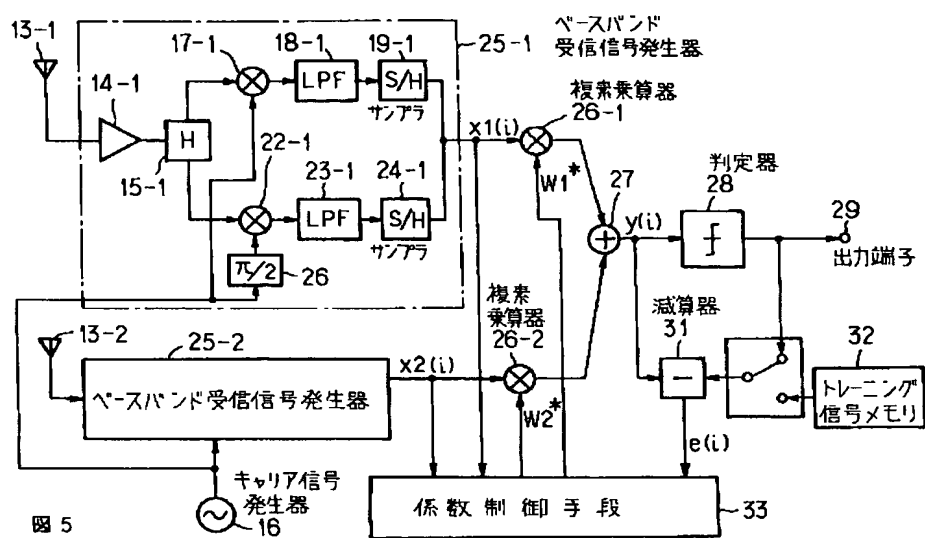 13-1
14-1
H
15-1
17-1
18-1
LPF
19-1
S/H
サンプラ
22-1
23-1
LPF
24-1
S/H
サンプラ
π/2
26
25-1
ベースバンド
受信信号発生器
複素乗算器
26-1
x1(i)
W1*
27
y(i)
判定器
28
29
出力端子
13-2
25-2
ベースバンド受信信号発生器
x2(i)
複素
乗算器
26-2
W2*
減算器
31
−
e(i)
32
トレーニング
信号メモリ
キャリア信号
発生器
16
係数制御手段
33
図5